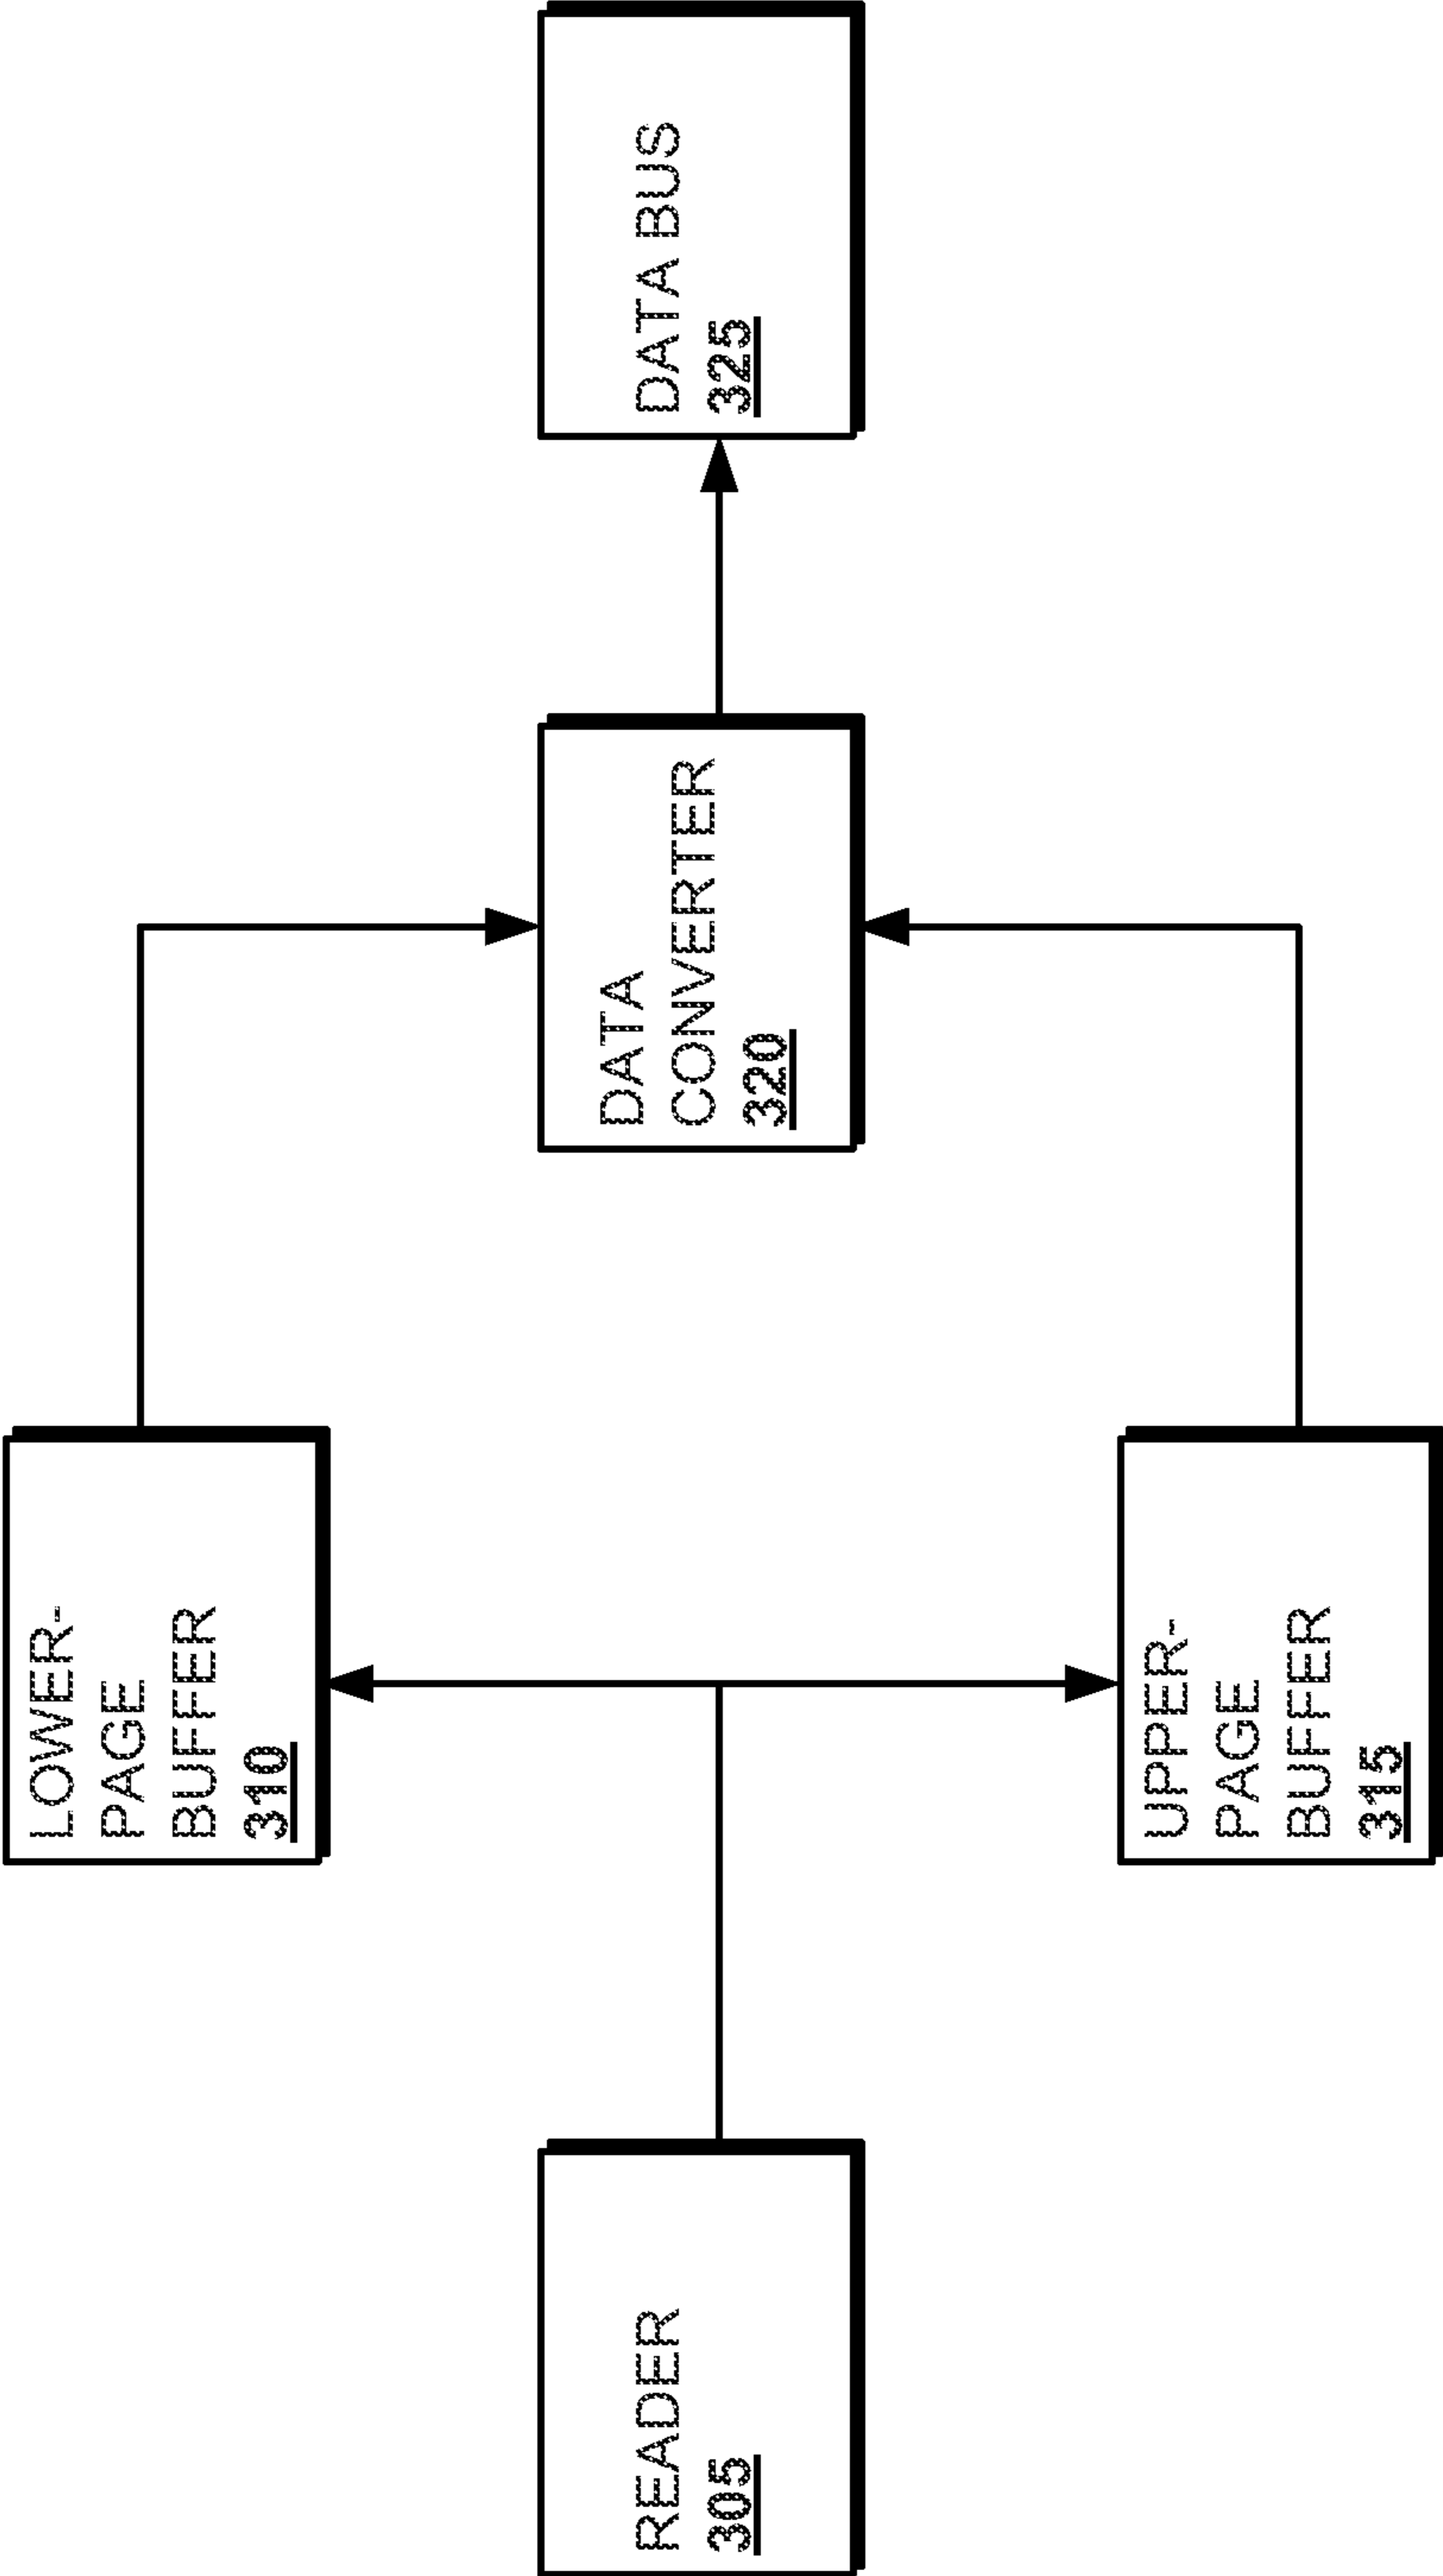 READER
305
LOWER-
PAGE
BUFFER
310
UPPER-
PAGE
BUFFER
315
DATA
CONVERTER
320
DATA BUS
325